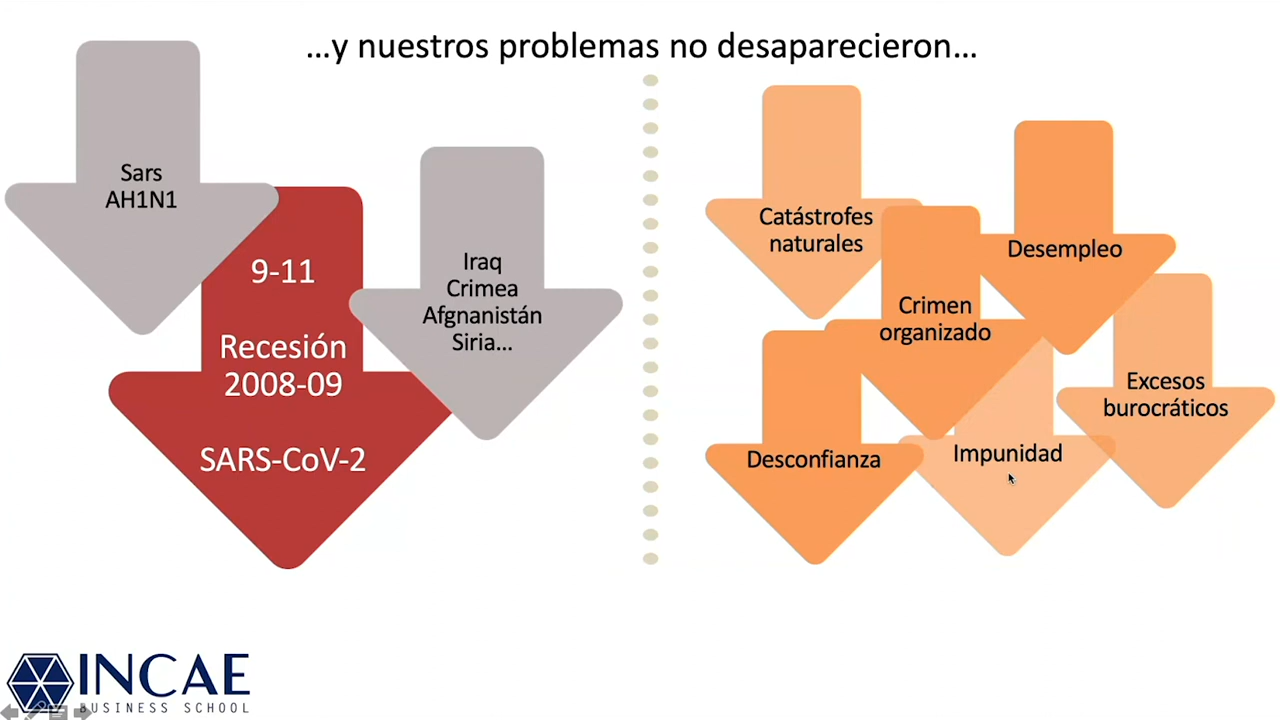 ...y nuestros problemas no desaparecieron...
Sars
AH1N1
9-11
Recesión
2008-09
SARS-CoV-2
Iraq
Crimea
Afgnanistán
Siria...
Catástrofes
naturales
Crimen
organizado
Desempleo
Excesos
burocráticos
Desconfianza
Impunidad
INCAE
BUSINESS SCHOOL